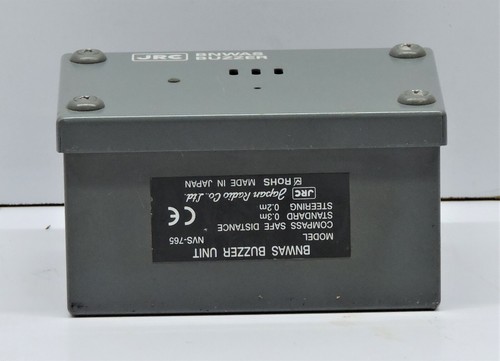 JRC BNWAS
BUZZER
BNWAS BUZZER UNIT
MODEL NVS-765
COMPASS SAFE DISTANCE
STANDARD 0.3m
STEERING 0.2m
CE
JRC Japan Radio Co., Ltd.
RoHS MADE IN JAPAN